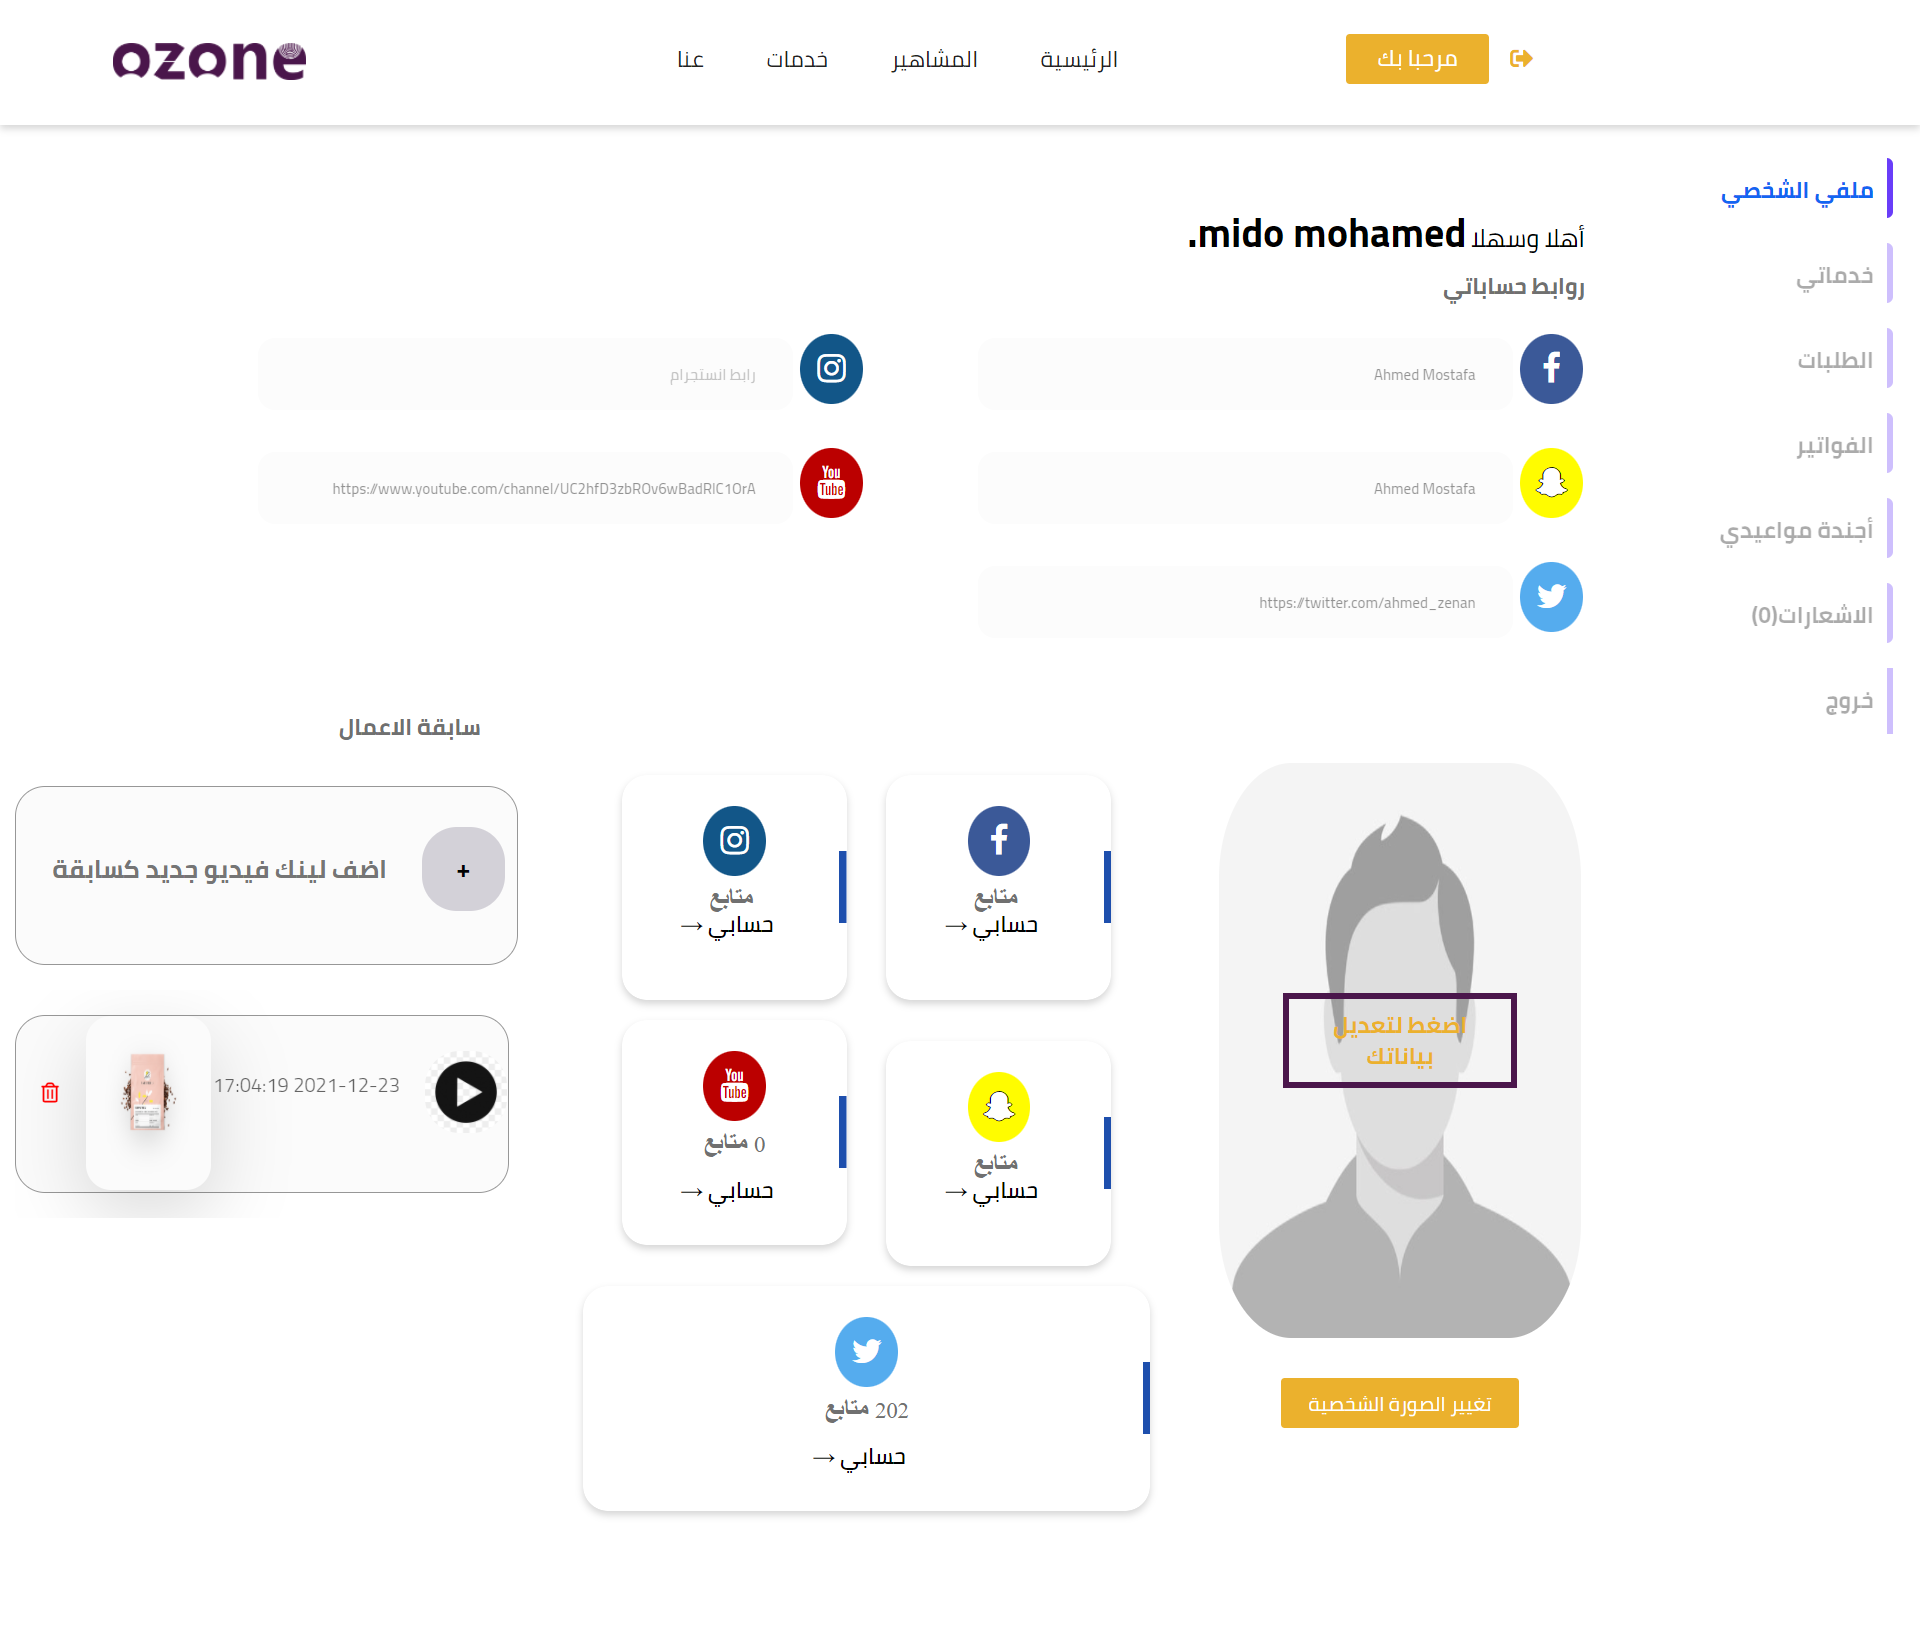 مرحبا بك
الرئيسية
المشاهير
خدمات
عنا
ozone
ملفي الشخصي
خدماتي
الطلبات
الفواتير
أجندة مواعيدي
الاشعارات(0)
خروج
أهلا وسهلا mido mohamed.
روابط حساباتي
Ahmed Mostafa
رابط انستجرام
Ahmed Mostafa
You Tube
https://www.youtube.com/channel/UC2hfD3zbROv6wBadRlC1OrA
https://twitter.com/ahmed_zenan
اضغط لتعديل
بياناتك
تغيير الصورة الشخصية
متابع
حسابي →
متابع
حسابي →
متابع
حسابي →
You Tube
0 متابع
حسابي →
202 متابع
حسابي →
سابقة الاعمال
+
اضف لينك فيديو جديد كسابقة
17:04:19 2021-12-23